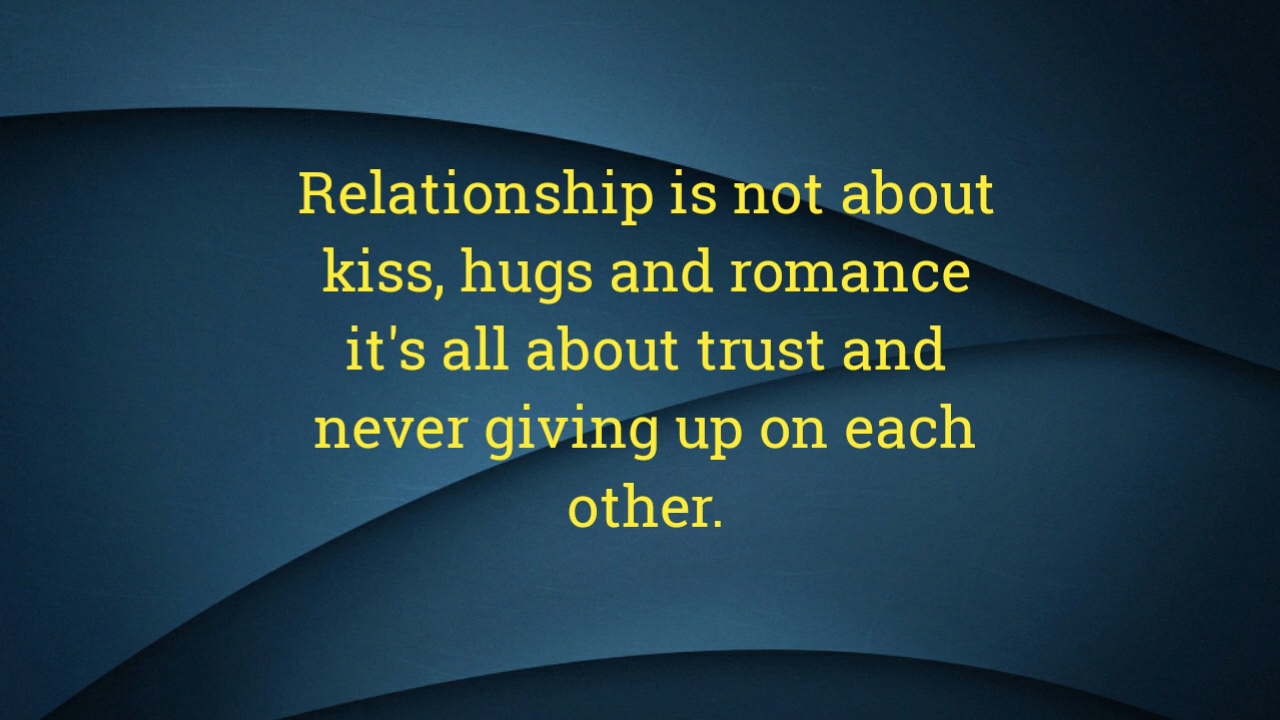 Relationship is not about
kiss, hugs and romance
it's all about trust and
never giving up on each
other.